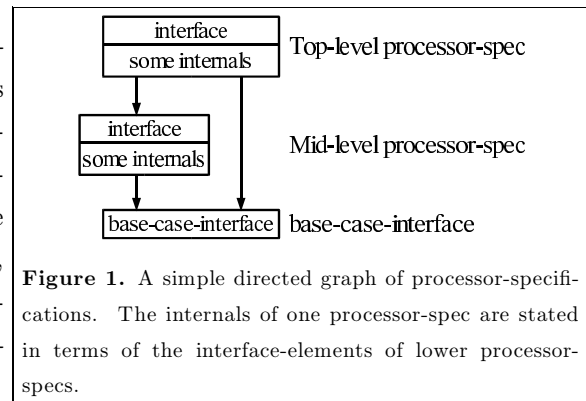 interface
some internals
Top-level processor-spec
interface
some internals
Mid-level processor-spec
base-case-interface
base-case-interface
Figure 1. A simple directed graph of processor-specifi-
cations. The internals of one processor-spec are stated
in terms of the interface-elements of lower processor-
specs.